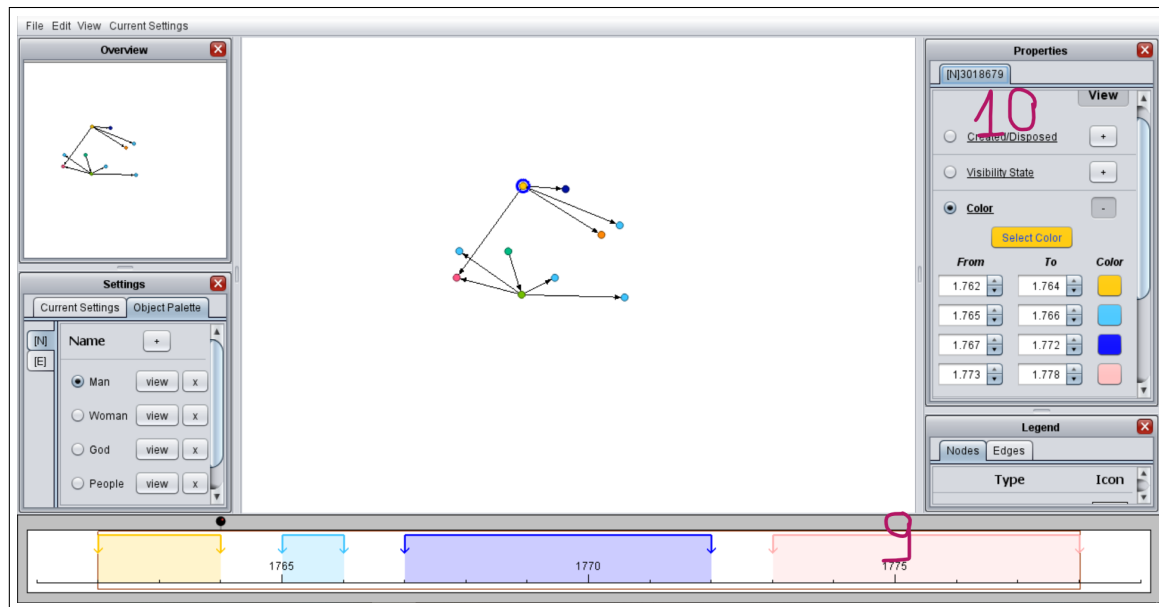 File Edit View Current Settings
Overview
Properties
[N]3018679
10
View
Created/Disposed +
Visibility State +
Color -
Select Color
From To Color
1.762 1.764
1.765 1.766
1.767 1.772
1.773 1.778
Settings
Current Settings Object Palette
[N]
[E]
Name +
Man view x
Woman view x
God view x
People view x
Legend
Nodes Edges
Type Icon
9
1765 1770 1775